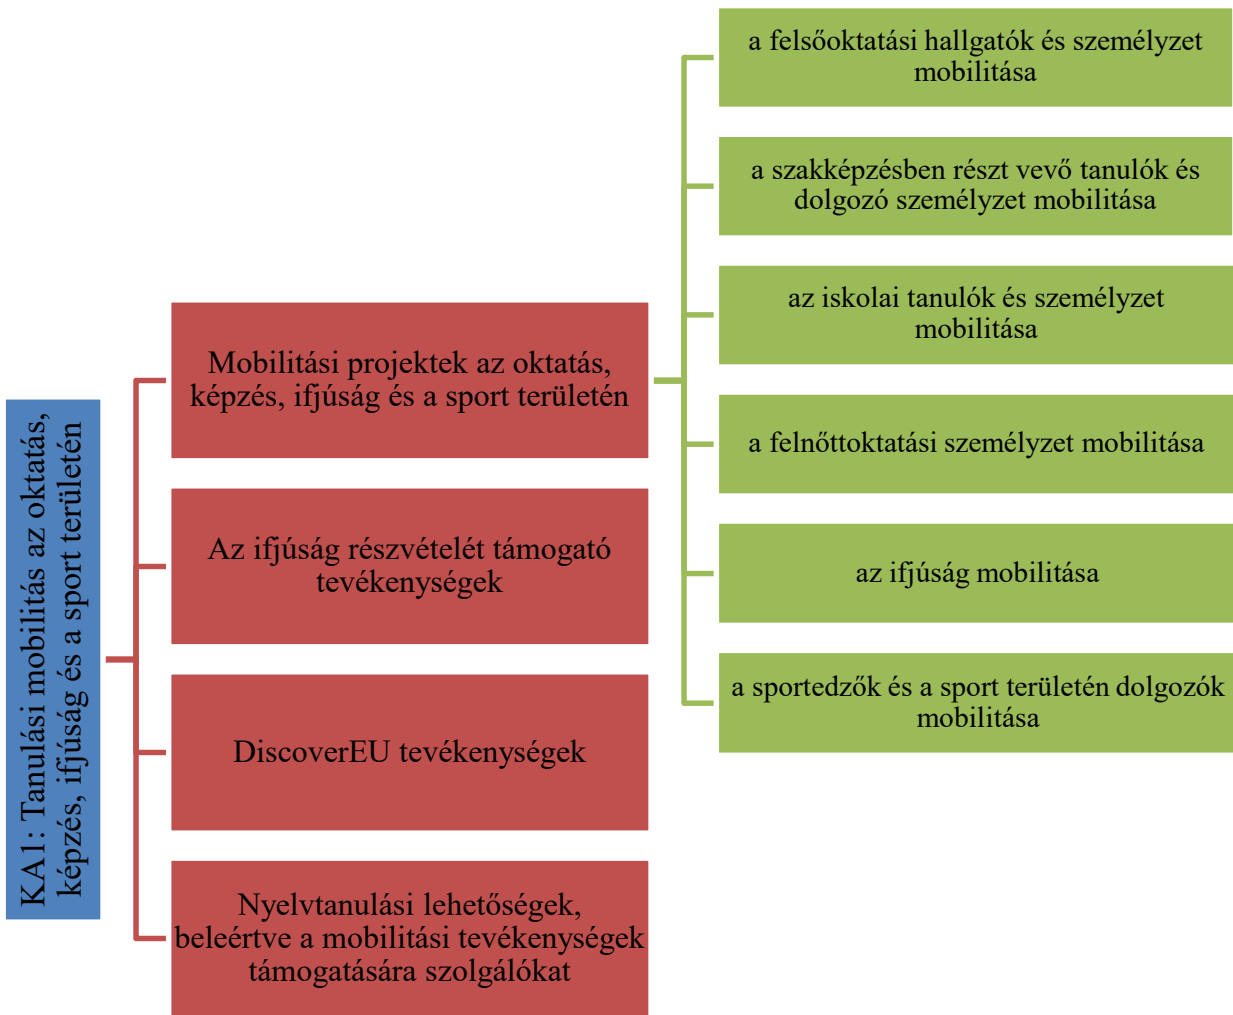 KA1: Tanulási mobilitás az oktatás,
képzés, ifjúság és a sport területén
Mobilitási projektek az oktatás,
képzés, ifjúság és a sport területén
a felsőoktatási hallgatók és személyzet
mobilitása
a szakképzésben részt vevő tanulók és
dolgozó személyzet mobilitása
az iskolai tanulók és személyzet
mobilitása
a felnőttoktatási személyzet mobilitása
az ifjúság mobilitása
a sportedzők és a sport területén dolgozók
mobilitása
Az ifjúság részvételét támogató
tevékenységek
DiscoverEU tevékenységek
Nyelvtanulási lehetőségek,
beleértve a mobilitási tevékenységek
támogatására szolgálókat